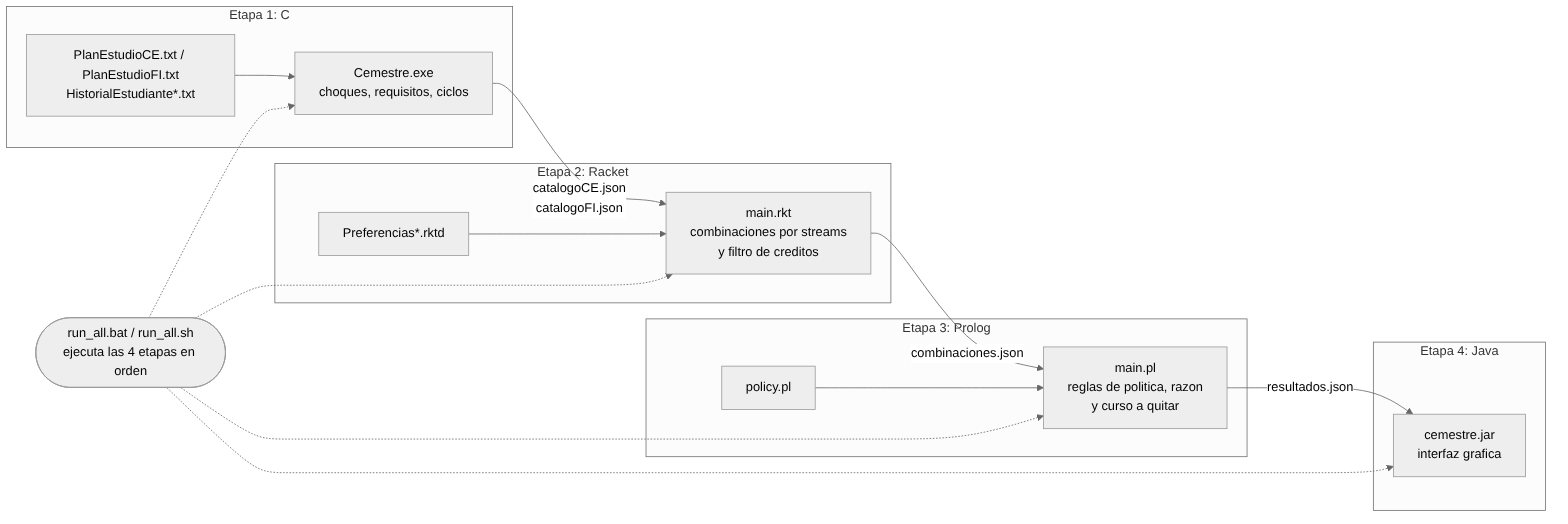 Etapa 1: C
PlanEstudioCE.txt /
PlanEstudioFI.txt
HistorialEstudiante*.txt
Cemestre.exe
choques, requisitos, ciclos
Etapa 2: Racket
catalogoCE.json
catalogoFI.json
Preferencias*.rktd
main.rkt
combinaciones por streams
y filtro de creditos
run_all.bat / run_all.sh
ejecuta las 4 etapas en
orden
Etapa 3: Prolog
combinaciones.json
policy.pl
main.pl
reglas de politica, razon
y curso a quitar
resultados.json
Etapa 4: Java
cemestre.jar
interfaz grafica